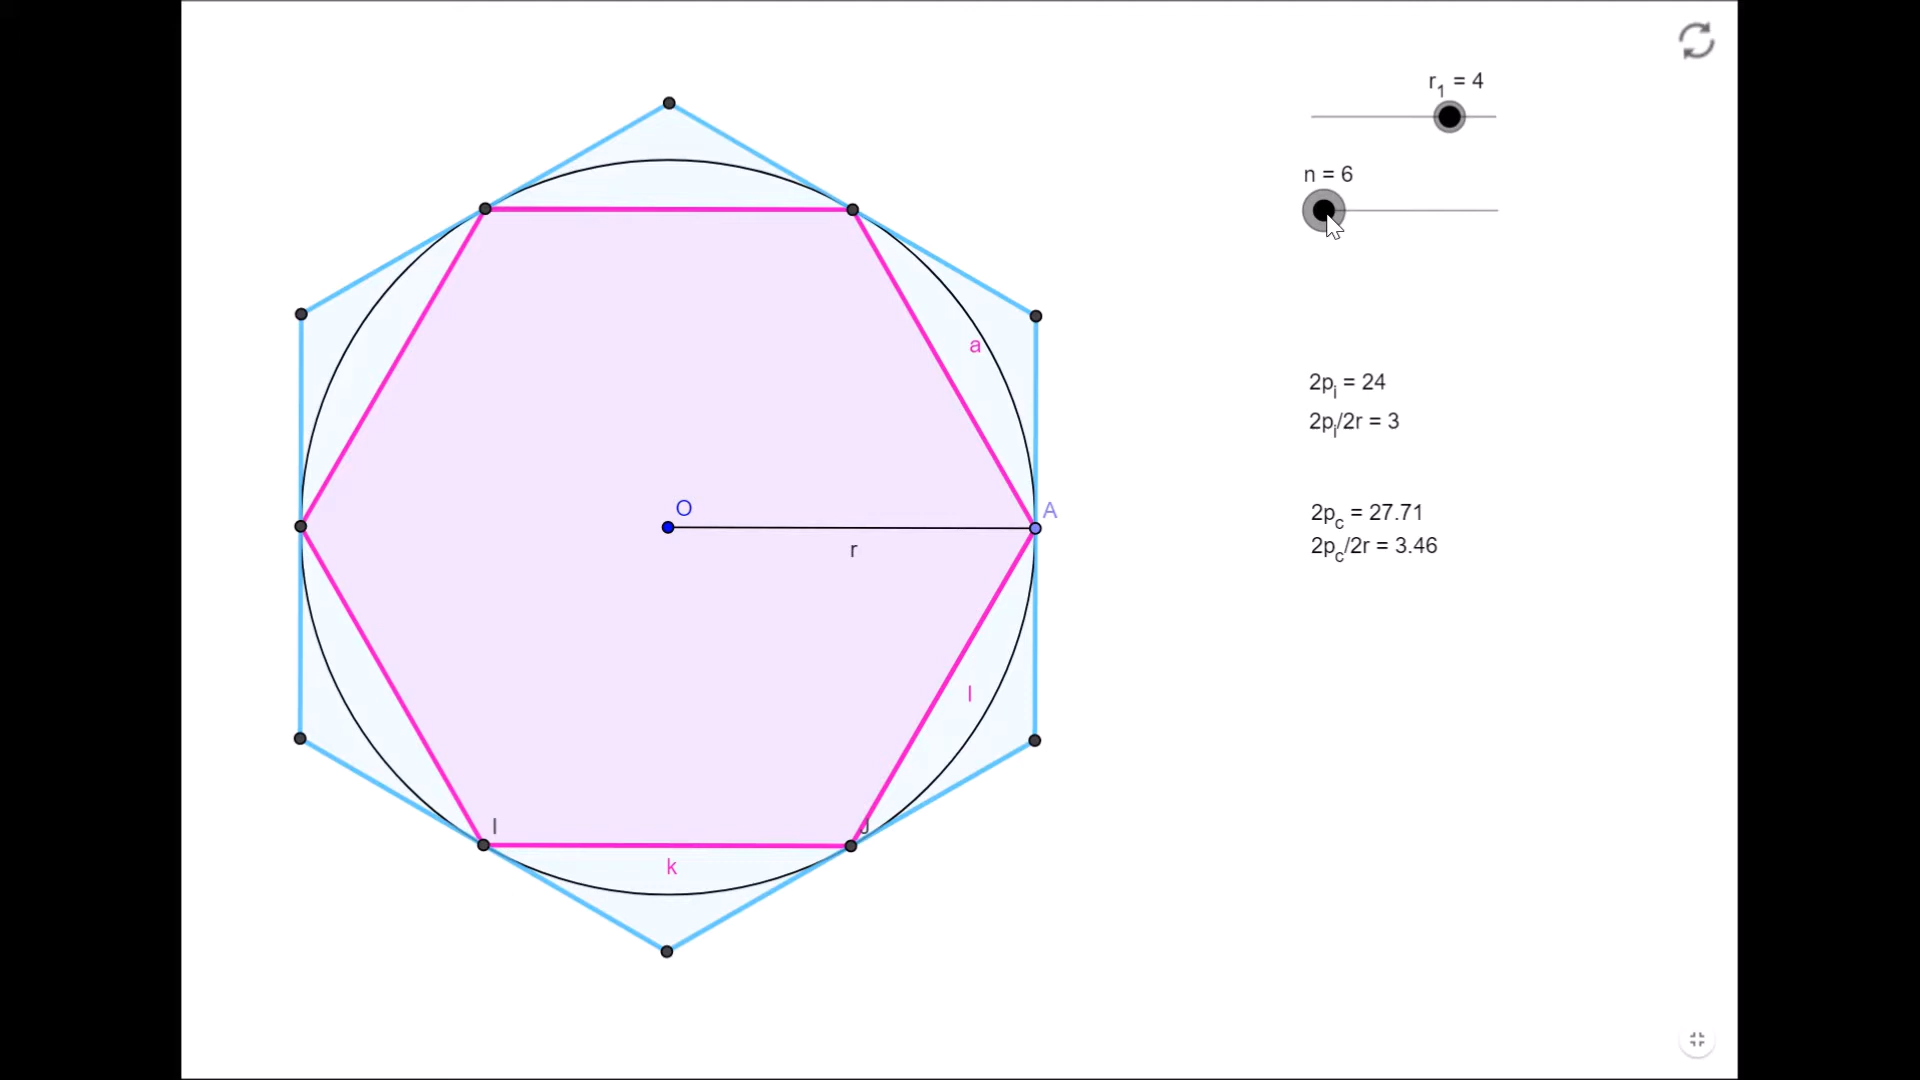 r₁ = 4
n = 6
a
2pᵢ = 24
2pᵢ/2r = 3
O
A
2p꜀ = 27.71
r
2p꜀/2r = 3.46
l
I
J
k